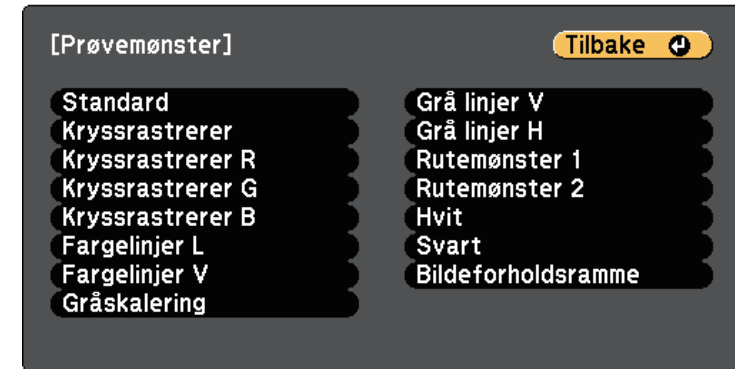 [Prøvemønster]
Tilbake
Standard
Kryssrastrerer
Kryssrastrerer R
Kryssrastrerer G
Kryssrastrerer B
Fargelinjer L
Fargelinjer V
Gråskalering
Grå linjer V
Grå linjer H
Rutemønster 1
Rutemønster 2
Hvit
Svart
Bildeforholdsramme